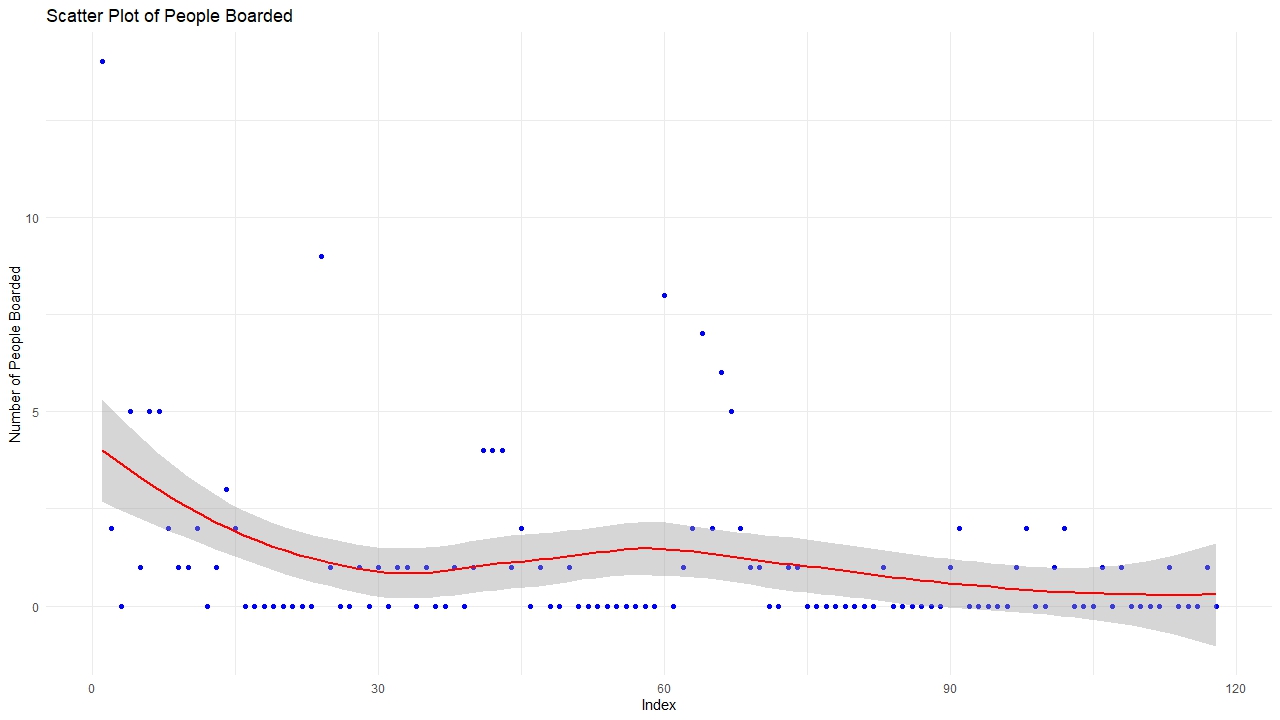 Scatter Plot of People Boarded
Number of People Boarded
10
5
0
0 30 60 90 120
Index